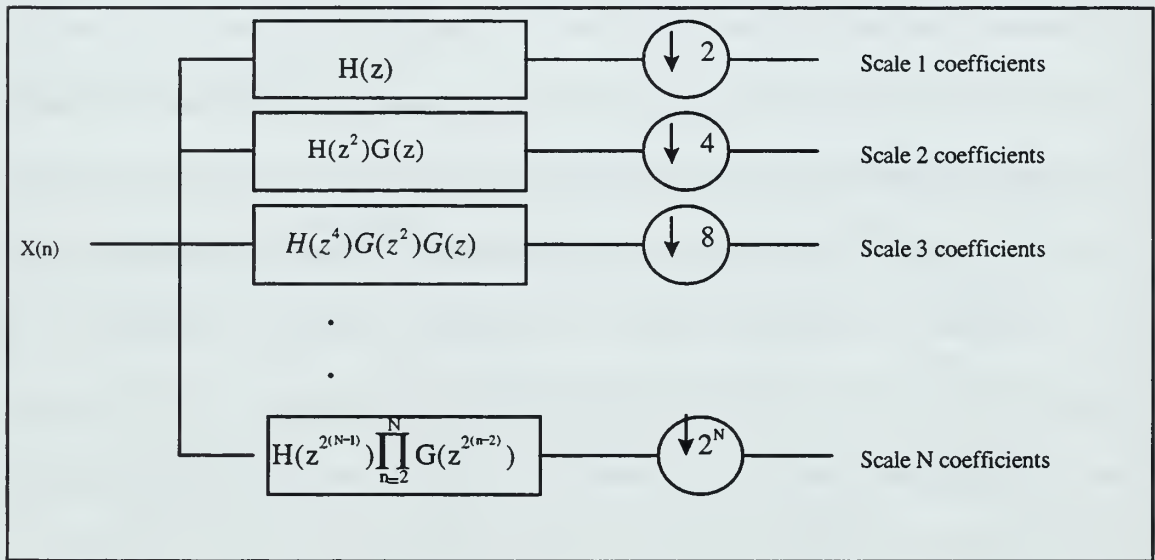 H(z) ↓ 2 Scale 1 coefficients
H(z²)G(z) ↓ 4 Scale 2 coefficients
X(n) H(z⁴)G(z²)G(z) ↓ 8 Scale 3 coefficients
.
.
H(z^{2^{(N-1)}}) ∏_{n=2}^{N} G(z^{2^{(n-2)}}) ↓ 2^N Scale N coefficients